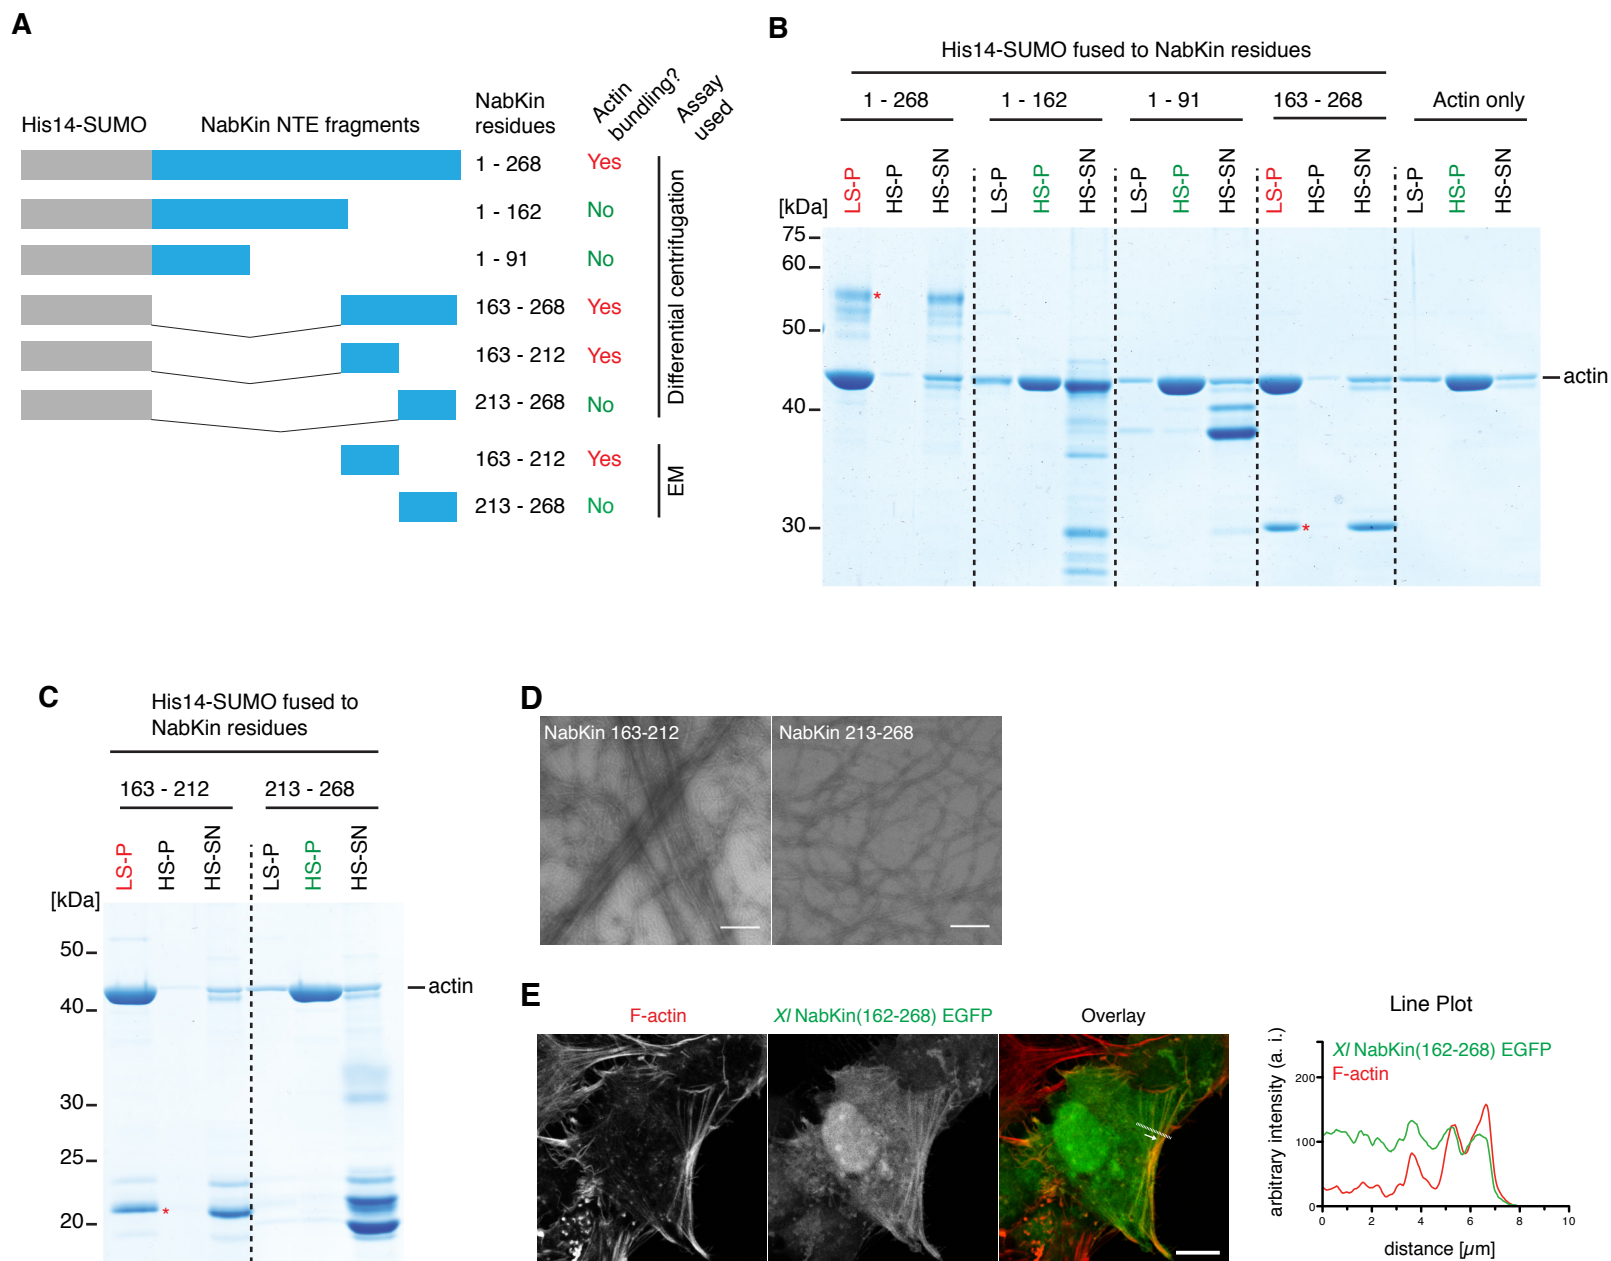 A
His14-SUMO
NabKin NTE fragments
NabKin
residues
Actin
bundling?
Assay
used
1 - 268 Yes
1 - 162 No
1 - 91 No
163 - 268 Yes
163 - 212 Yes
213 - 268 No
163 - 212 Yes
213 - 268 No
Differential centrifugation
EM
B
His14-SUMO fused to NabKin residues
1 - 268 1 - 162 1 - 91 163 - 268 Actin only
LS-P HS-P HS-SN LS-P HS-P HS-SN LS-P HS-P HS-SN LS-P HS-P HS-SN LS-P HS-P HS-SN
[kDa]
75
60
50
40
30
*
*
actin
C
His14-SUMO fused to
NabKin residues
163 - 212 213 - 268
LS-P HS-P HS-SN LS-P HS-P HS-SN
[kDa]
50
40
30
25
20
*
actin
D
NabKin 163-212
NabKin 213-268
E
F-actin
Xl NabKin(162-268) EGFP
Overlay
Line Plot
Xl NabKin(162-268) EGFP
F-actin
arbitrary intensity (a. i.)
200
100
0
0 2 4 6 8 10
distance [µm]